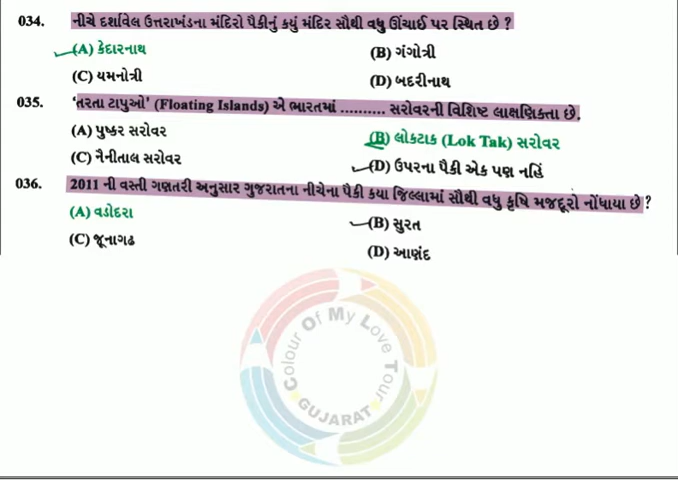 034. નીચે દર્શાવેલ ઉત્તરાખંડના મંદિરો પૈકીનું કયું મંદિર સૌથી વધુ ઊંચાઈ પર સ્થિત છે ?
(A) કેદારનાથ (B) ગંગોત્રી
(C) યમનોત્રી (D) બદરીનાથ
035. 'તરતા ટાપુઓ' (Floating Islands) એ ભારતમાં .......... સરોવરની વિશિષ્ટ લાક્ષણિક્તા છે.
(A) પુષ્કર સરોવર (B) લોકટાક (Lok Tak) સરોવર
(C) નૈનીતાલ સરોવર (D) ઉપરના પૈકી એક પણ નહિં
036. 2011 ની વસ્તી ગણતરી અનુસાર ગુજરાતના નીચેના પૈકી કયા જિલ્લામાં સૌથી વધુ કૃષિ મજદૂરો નોંધાયા છે ?
(A) વડોદરા (B) સુરત
(C) જૂનાગઢ (D) આણંદ
Colour Of My Love Tour
GUJARAT